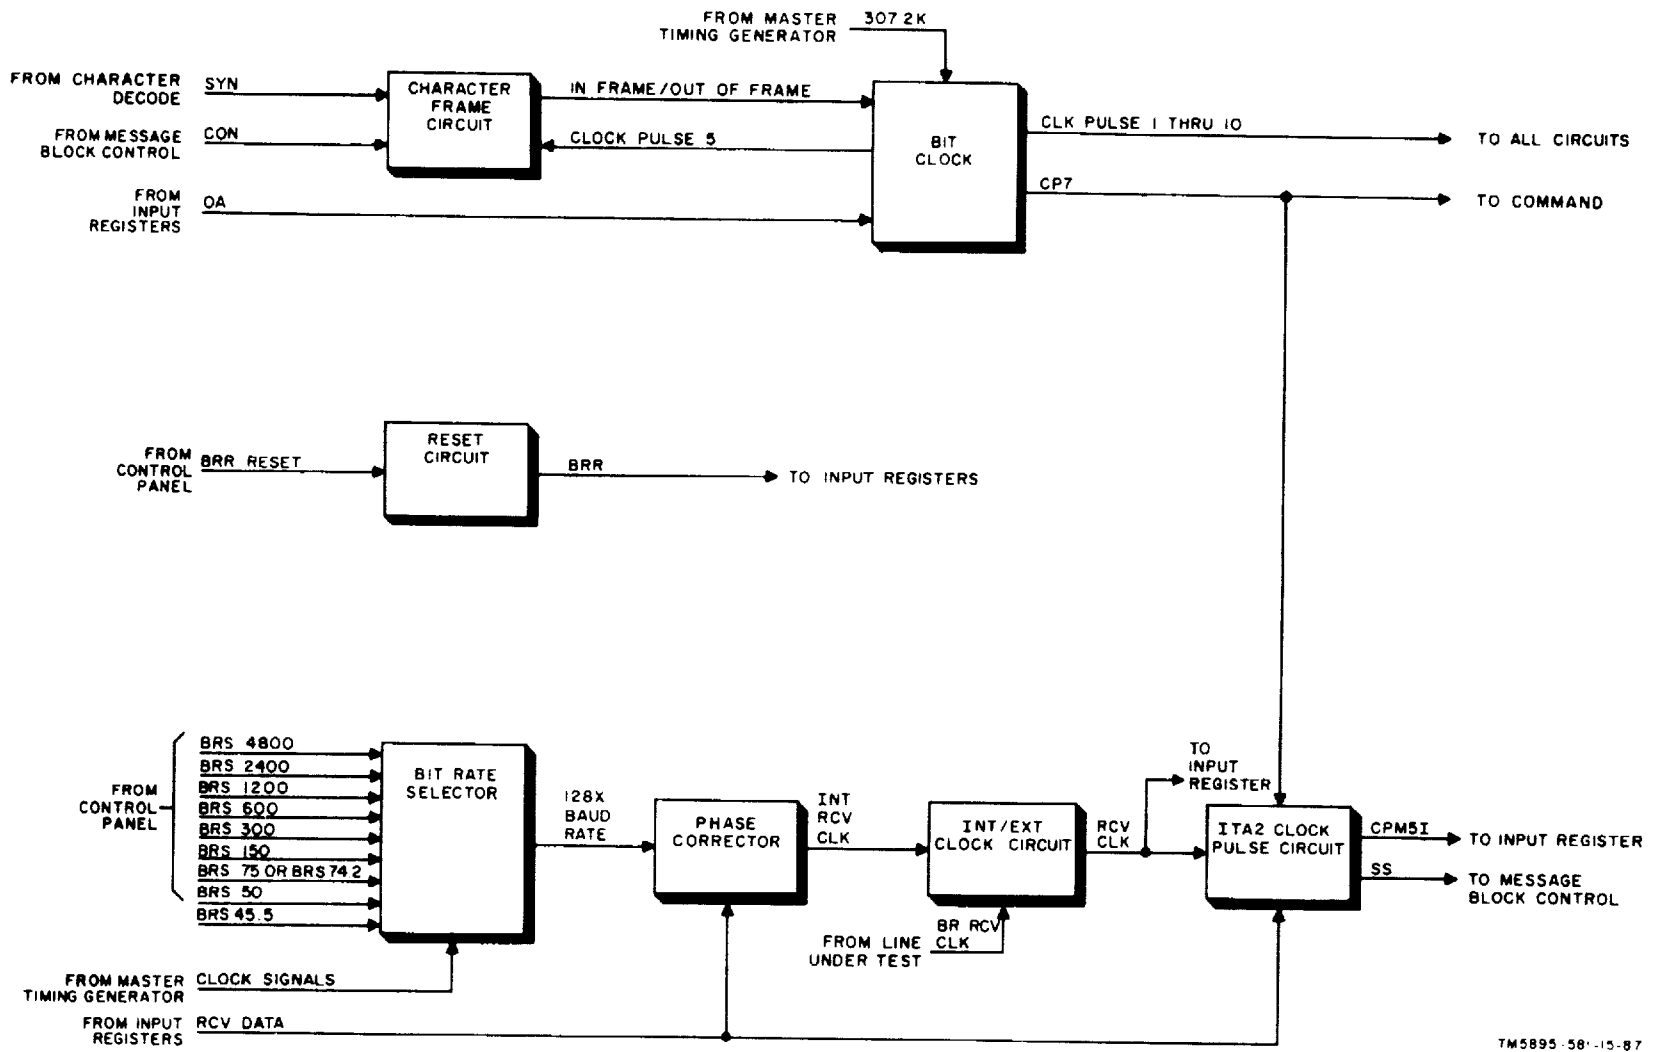 FROM MASTER
TIMING GENERATOR
307.2K
FROM CHARACTER
DECODE
SYN
FROM MESSAGE
BLOCK CONTROL
CON
FROM
INPUT
REGISTERS
OA
CHARACTER
FRAME
CIRCUIT
IN FRAME/OUT OF FRAME
CLOCK PULSE 5
BIT
CLOCK
CLK PULSE 1 THRU 10
TO ALL CIRCUITS
CP7
TO COMMAND
FROM
CONTROL
PANEL
BRR RESET
RESET
CIRCUIT
BRR
TO INPUT REGISTERS
FROM
CONTROL
PANEL
BRS 4800
BRS 2400
BRS 1200
BRS 600
BRS 300
BRS 150
BRS 75 OR BRS 74.2
BRS 50
BRS 45.5
BIT RATE
SELECTOR
128X
BAUD
RATE
PHASE
CORRECTOR
INT
RCV
CLK
INT/EXT
CLOCK CIRCUIT
RCV
CLK
TO
INPUT
REGISTER
ITA2 CLOCK
PULSE CIRCUIT
CPM51
TO INPUT REGISTER
SS
TO MESSAGE
BLOCK CONTROL
FROM LINE
UNDER TEST
BR RCV
CLK
FROM MASTER
TIMING GENERATOR
CLOCK SIGNALS
FROM INPUT
REGISTERS
RCV DATA